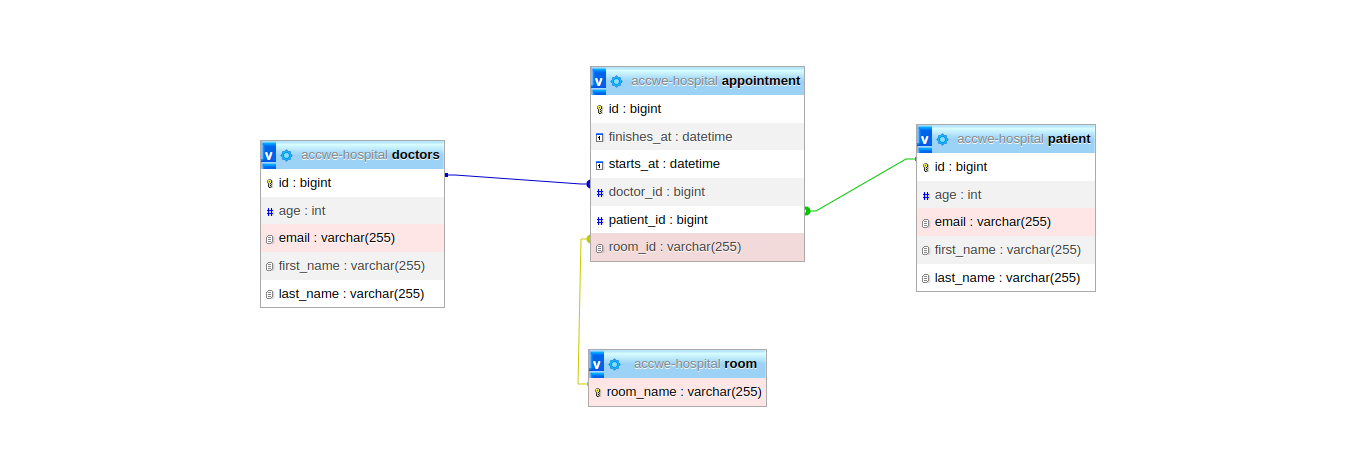 v accwe-hospital doctors
id : bigint
# age : int
email : varchar(255)
first_name : varchar(255)
last_name : varchar(255)
v accwe-hospital appointment
id : bigint
finishes_at : datetime
starts_at : datetime
# doctor_id : bigint
# patient_id : bigint
room_id : varchar(255)
v accwe-hospital room
room_name : varchar(255)
v accwe-hospital patient
id : bigint
# age : int
email : varchar(255)
first_name : varchar(255)
last_name : varchar(255)